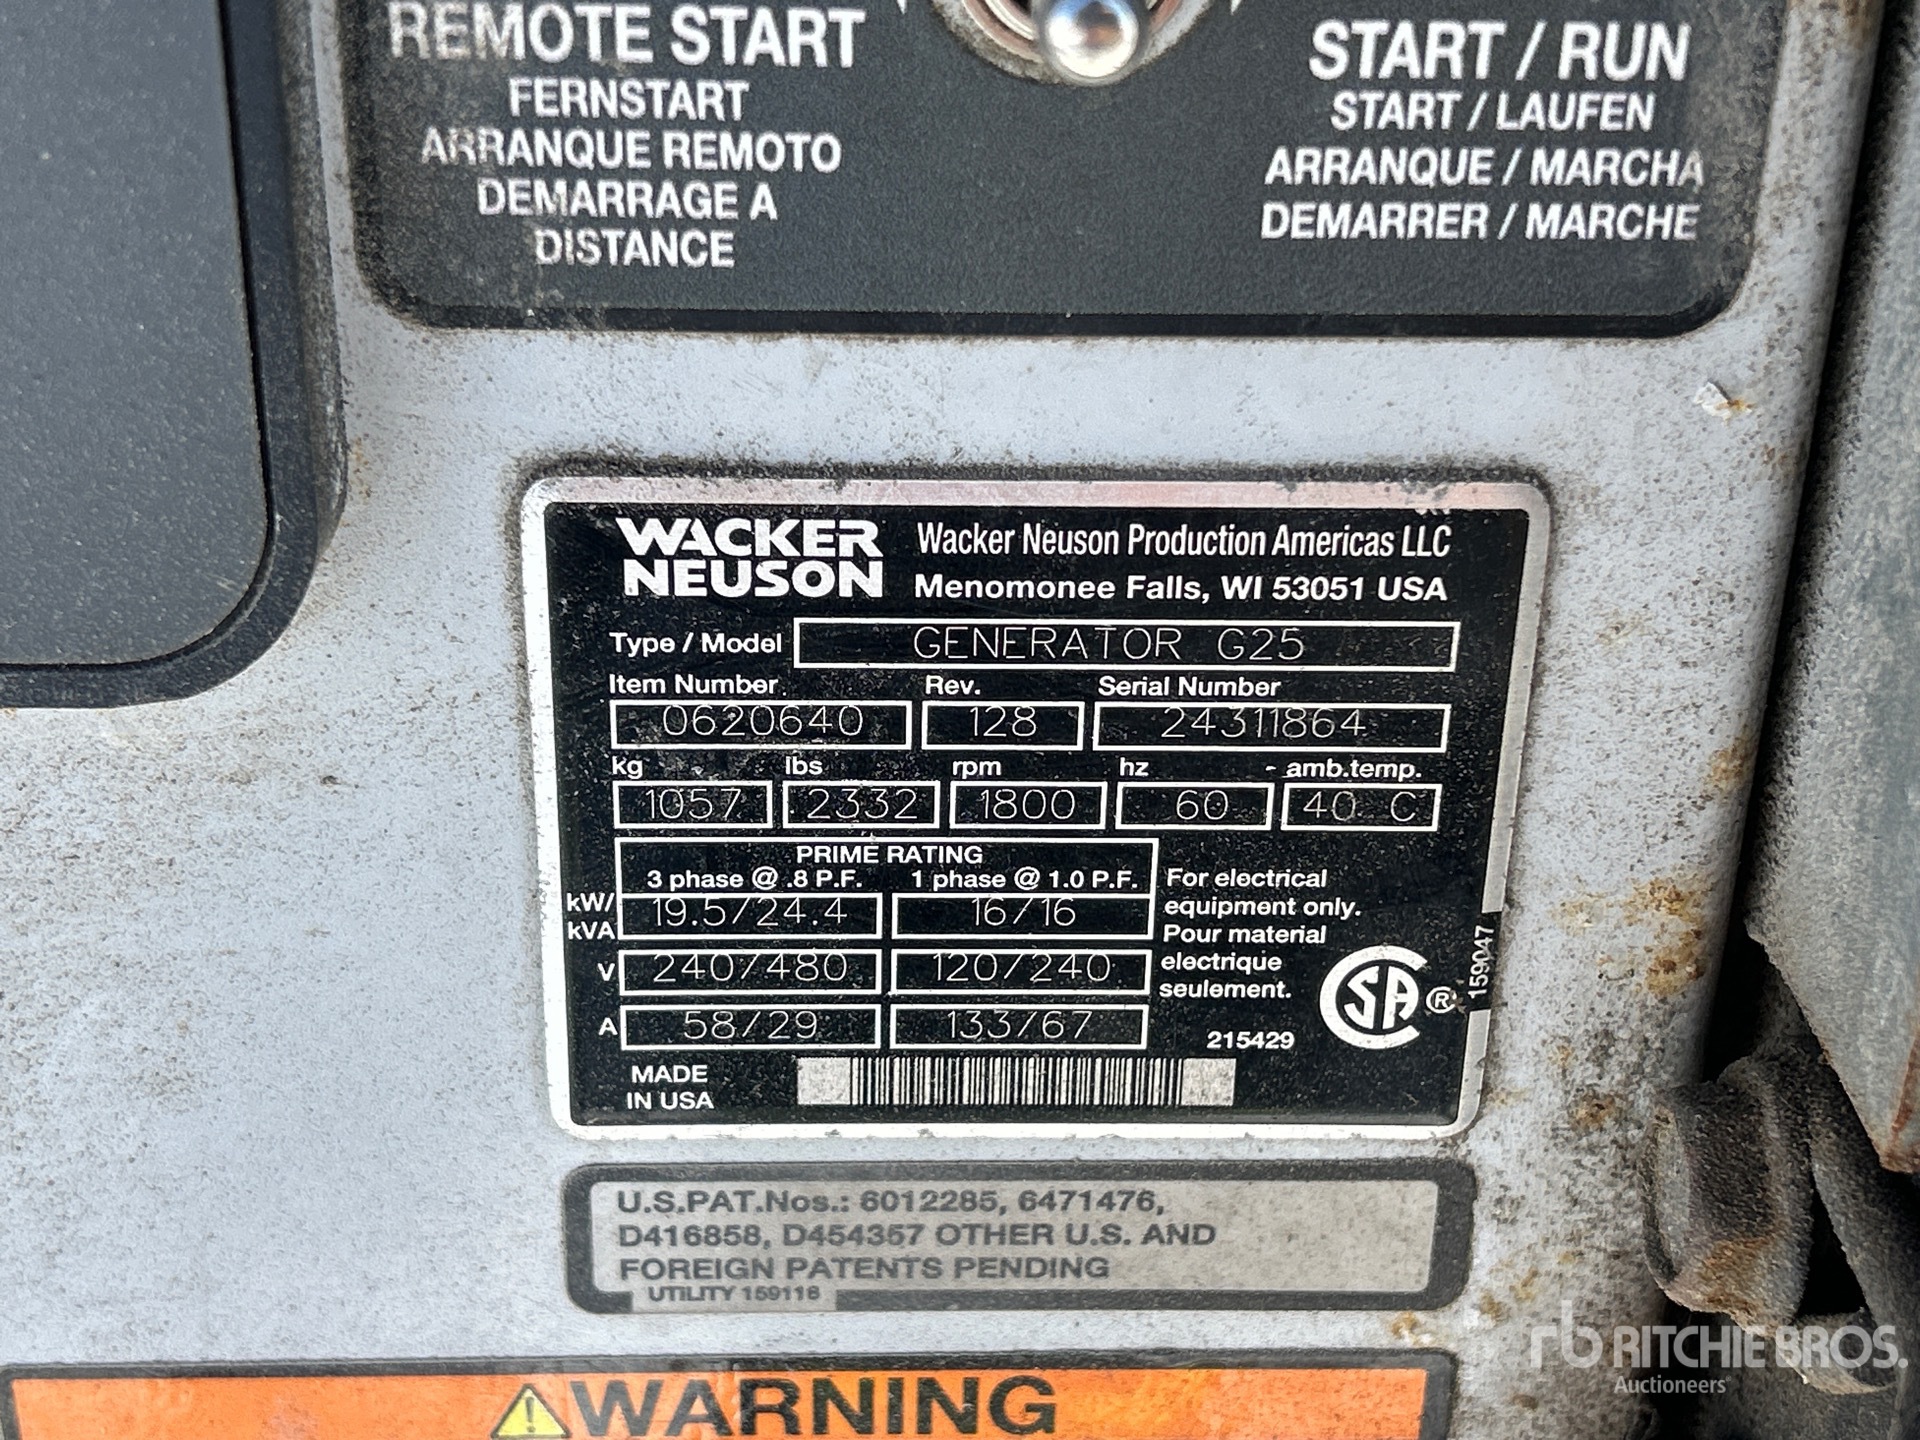 REMOTE START
FERNSTART
ARRANQUE REMOTO
DEMARRAGE A
DISTANCE
START / RUN
START / LAUFEN
ARRANQUE / MARCHA
DEMARRER / MARCHE
WACKER
NEUSON
Wacker Neuson Production Americas LLC
Menomonee Falls, WI 53051 USA
Type / Model GENERATOR G25
Item Number Rev. Serial Number
0620640 128 24311864
kg lbs rpm hz amb.temp.
1057 2332 1800 60 40 C
PRIME RATING
3 phase @ .8 P.F. 1 phase @ 1.0 P.F.
kW/
kVA
19.5/24.4 16/16
V 240/480 120/240
A 58/29 133/67
For electrical
equipment only.
Pour material
electrique
seulement.
215429
SA ®
159047
MADE
IN USA
U.S.PAT.Nos.: 6012285, 6471476,
D416858, D454357 OTHER U.S. AND
FOREIGN PATENTS PENDING
UTILITY 159116
WARNING
rb RITCHIE BROS.
Auctioneers